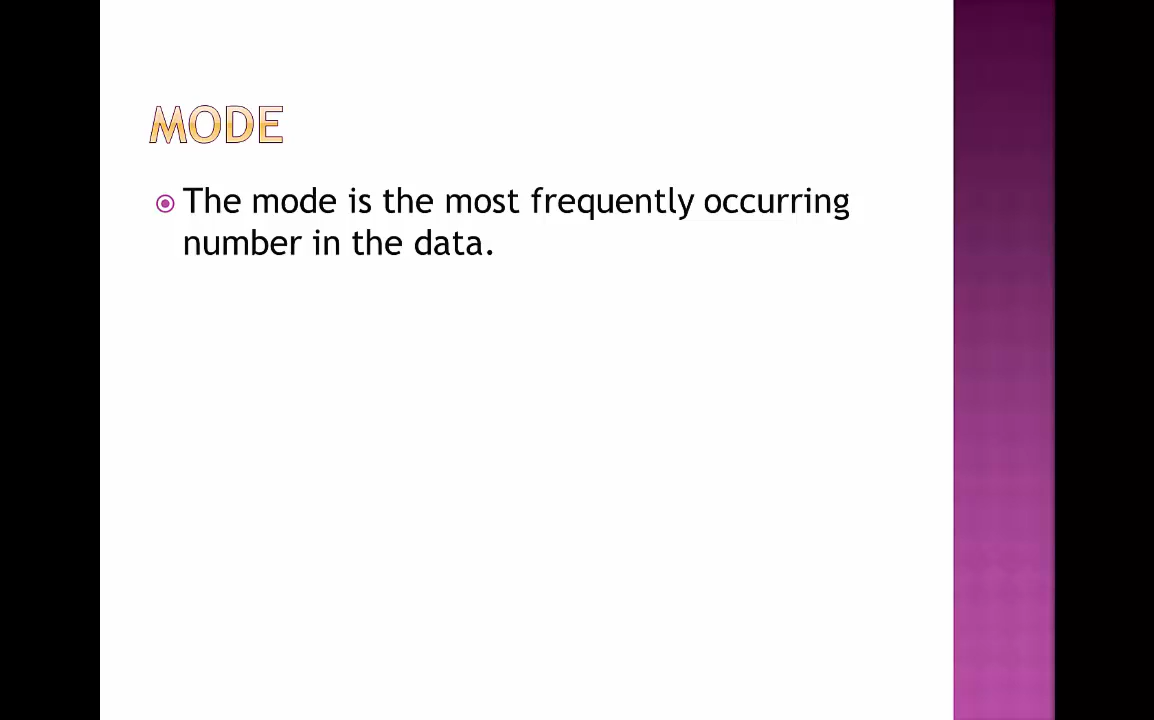 MODE
The mode is the most frequently occurring
number in the data.